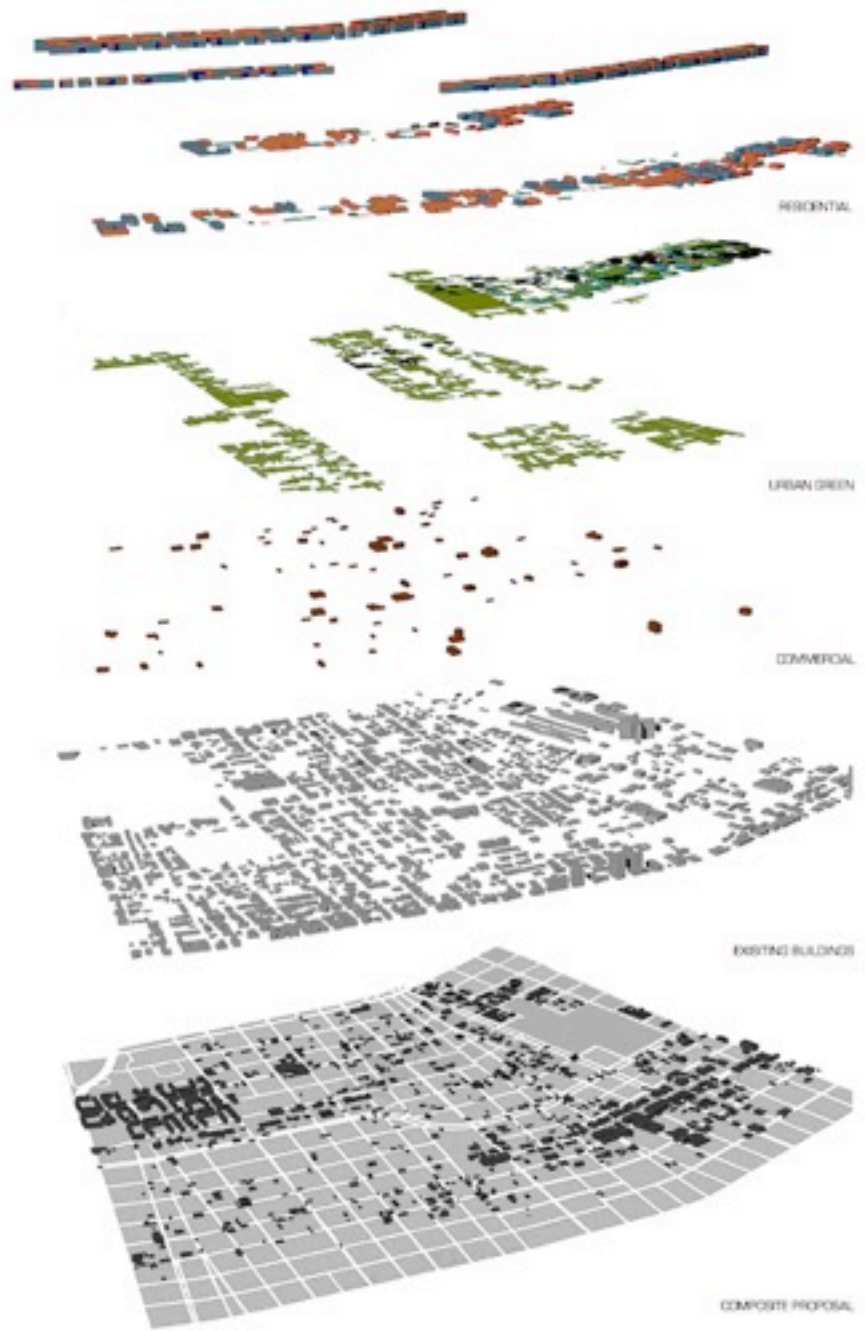 RESIDENTIAL
URBAN GREEN
COMMERCIAL
EXISTING BUILDINGS
COMPOSITE PROPOSAL